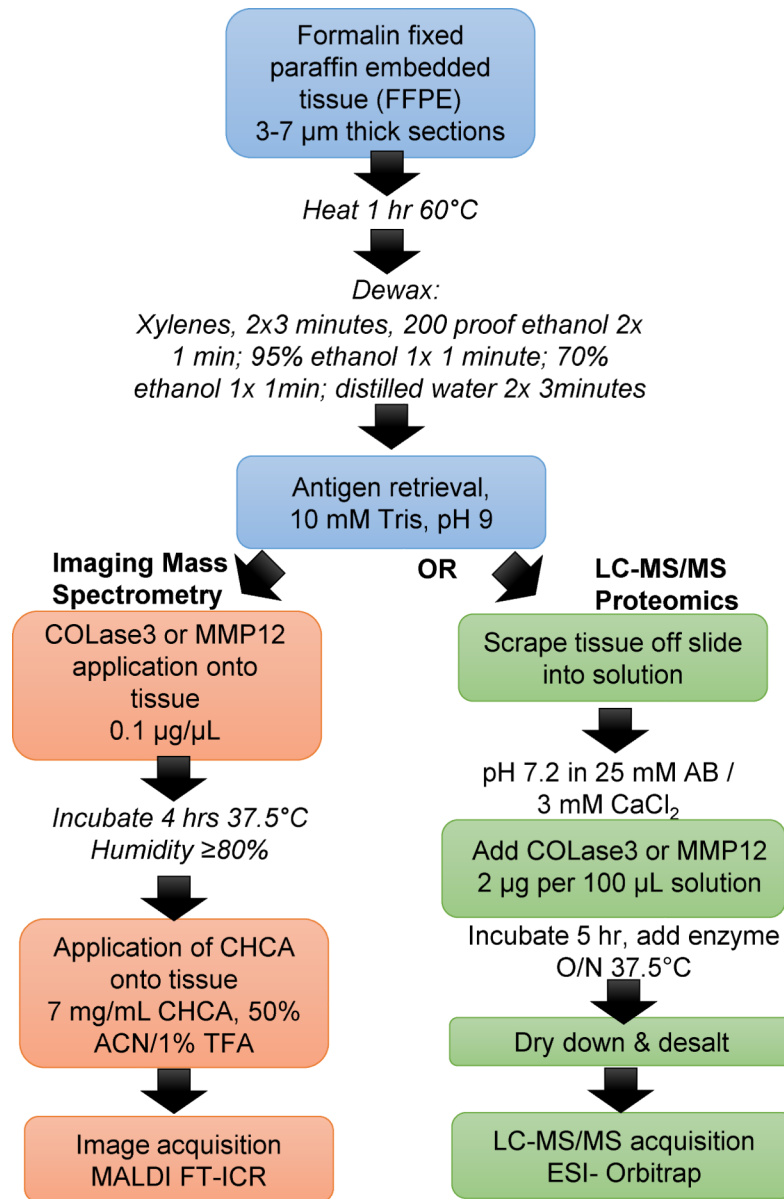 Formalin fixed
paraffin embedded
tissue (FFPE)
3-7 µm thick sections
Heat 1 hr 60°C
Dewax:
Xylenes, 2x3 minutes, 200 proof ethanol 2x
1 min; 95% ethanol 1x 1 minute; 70%
ethanol 1x 1min; distilled water 2x 3minutes
Antigen retrieval,
10 mM Tris, pH 9
OR
Imaging Mass
Spectrometry
COLase3 or MMP12
application onto
tissue
0.1 µg/µL
Incubate 4 hrs 37.5°C
Humidity ≥80%
Application of CHCA
onto tissue
7 mg/mL CHCA, 50%
ACN/1% TFA
Image acquisition
MALDI FT-ICR
LC-MS/MS
Proteomics
Scrape tissue off slide
into solution
pH 7.2 in 25 mM AB /
3 mM CaCl₂
Add COLase3 or MMP12
2 µg per 100 µL solution
Incubate 5 hr, add enzyme
O/N 37.5°C
Dry down & desalt
LC-MS/MS acquisition
ESI- Orbitrap